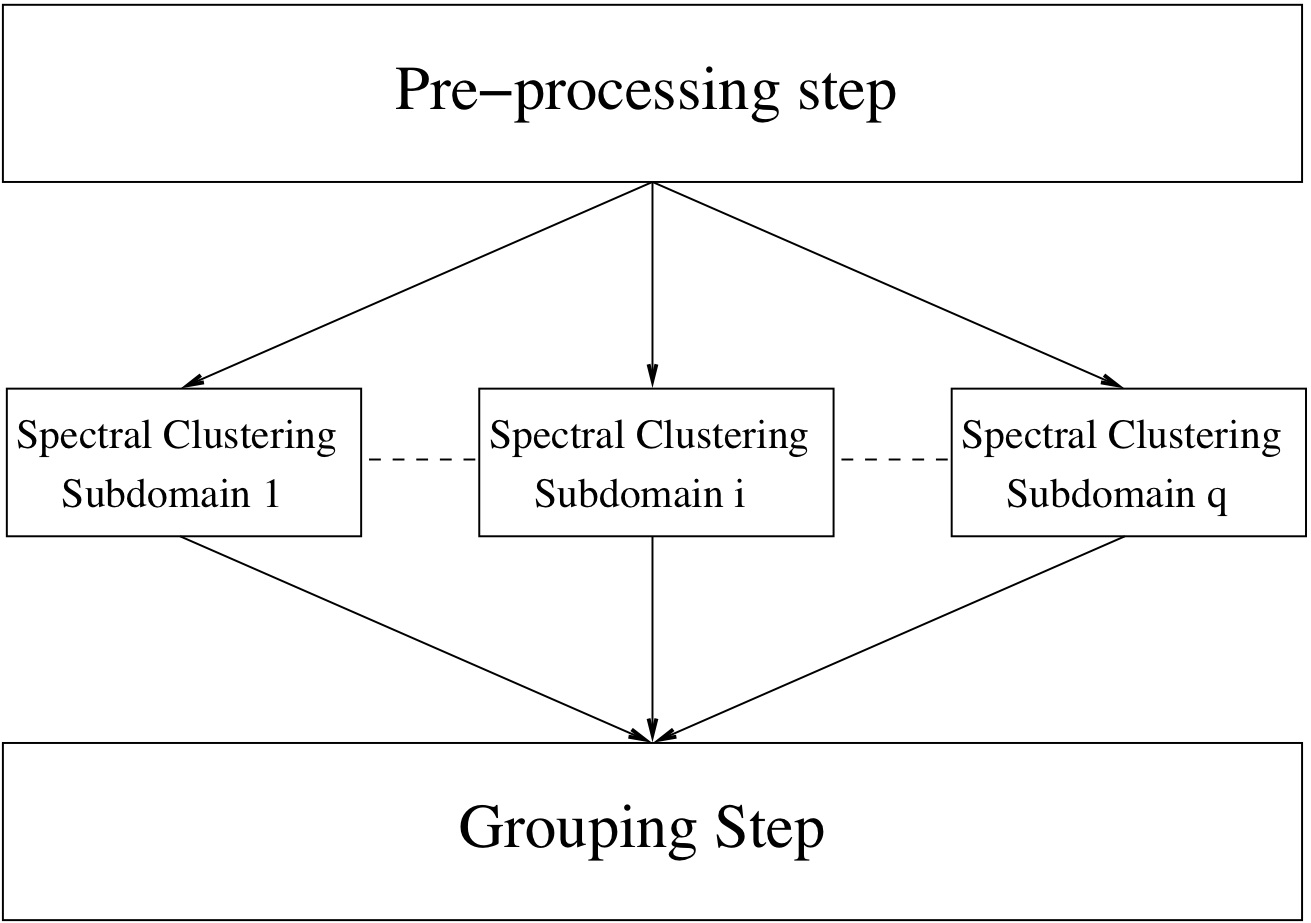 Pre−processing step
Spectral Clustering
Subdomain 1
Spectral Clustering
Subdomain i
Spectral Clustering
Subdomain q
Grouping Step